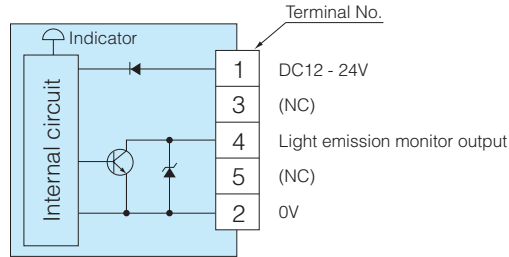 Terminal No.
Indicator
Internal circuit
1 DC12 - 24V
3 (NC)
4 Light emission monitor output
5 (NC)
2 0V